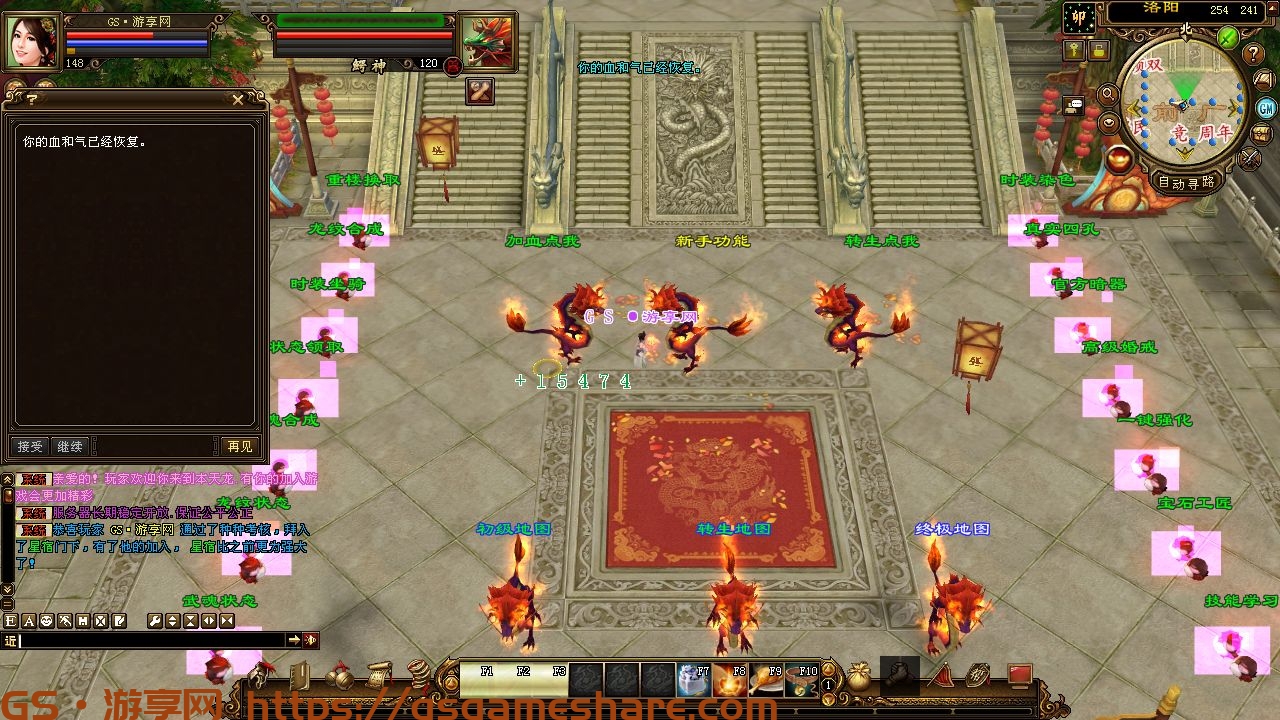 GS·游享网
148
鳄神
120
你的血和气已经恢复。
洛阳
254 241
北
自动寻路
GM
?
你的血和气已经恢复。
重楼换取
时装染色
龙纹合成
加血点我
新手功能
转生点我
真实四孔
时装坐骑
官方暗器
GS●游享网
状态领取
高级婚戒
+15474
魂合成
一键强化
接受
继续
再见
龙纹状态
宝石工匠
系统 亲爱的! 玩家欢迎你来到本天龙 有你的加入游
戏会更加精彩
系统 服务器长期稳定开放.保证公平公正
系统 恭喜玩家 GS·游享网 通过了种种考核,拜入
了星宿门下,有了他的加入, 星宿比之前更为强大
了!
初级地图
转生地图
终极地图
武魂状态
技能学习
近
F1 F2 F3 F7 F8 F9 F10
GS · 游享网 https://gsgameshare.com